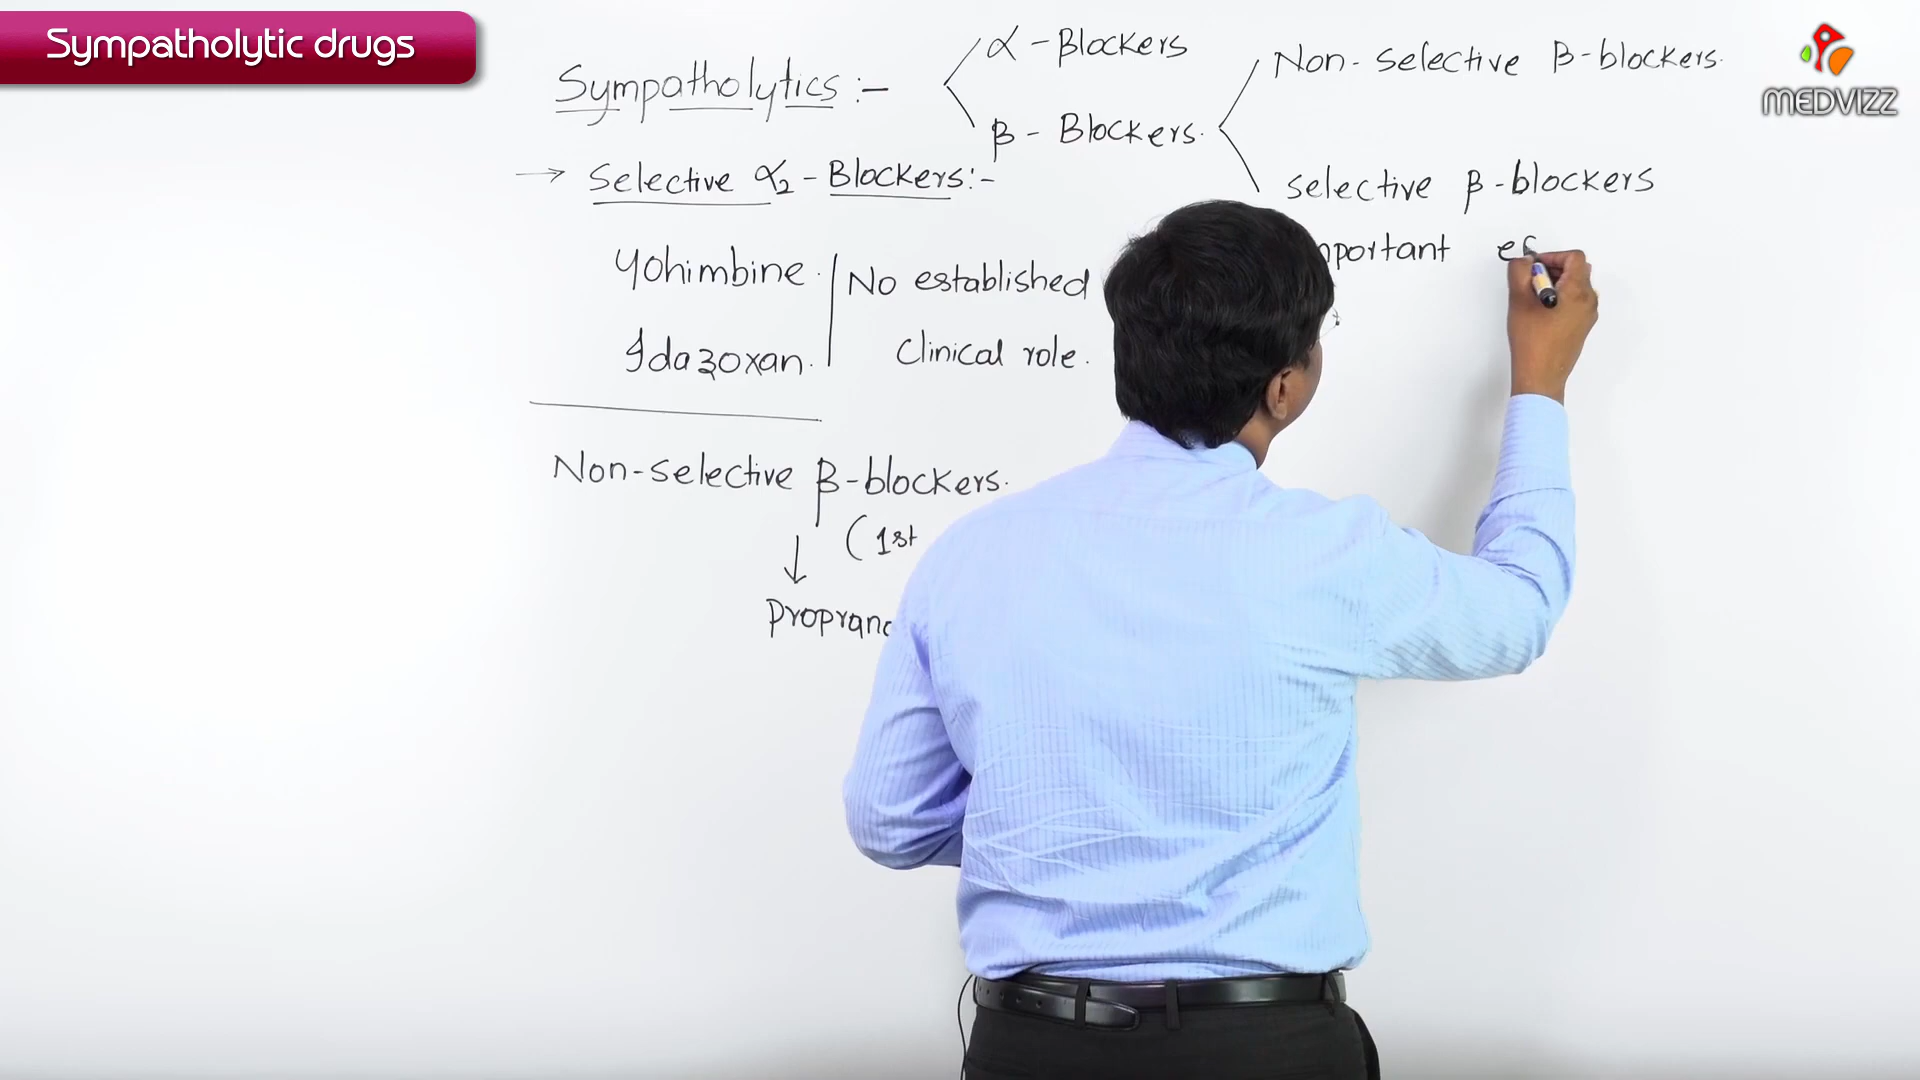 Sympatholytic drugs
MEDVIZZ
Sympatholytics :-
α - Blockers
β - Blockers.
Non - selective β - blockers.
selective β - blockers
→ Selective α2 - Blockers :-
Yohimbine.
Idazoxan.
No established
Clinical role.
Non-selective β-blockers.
(1st
↓